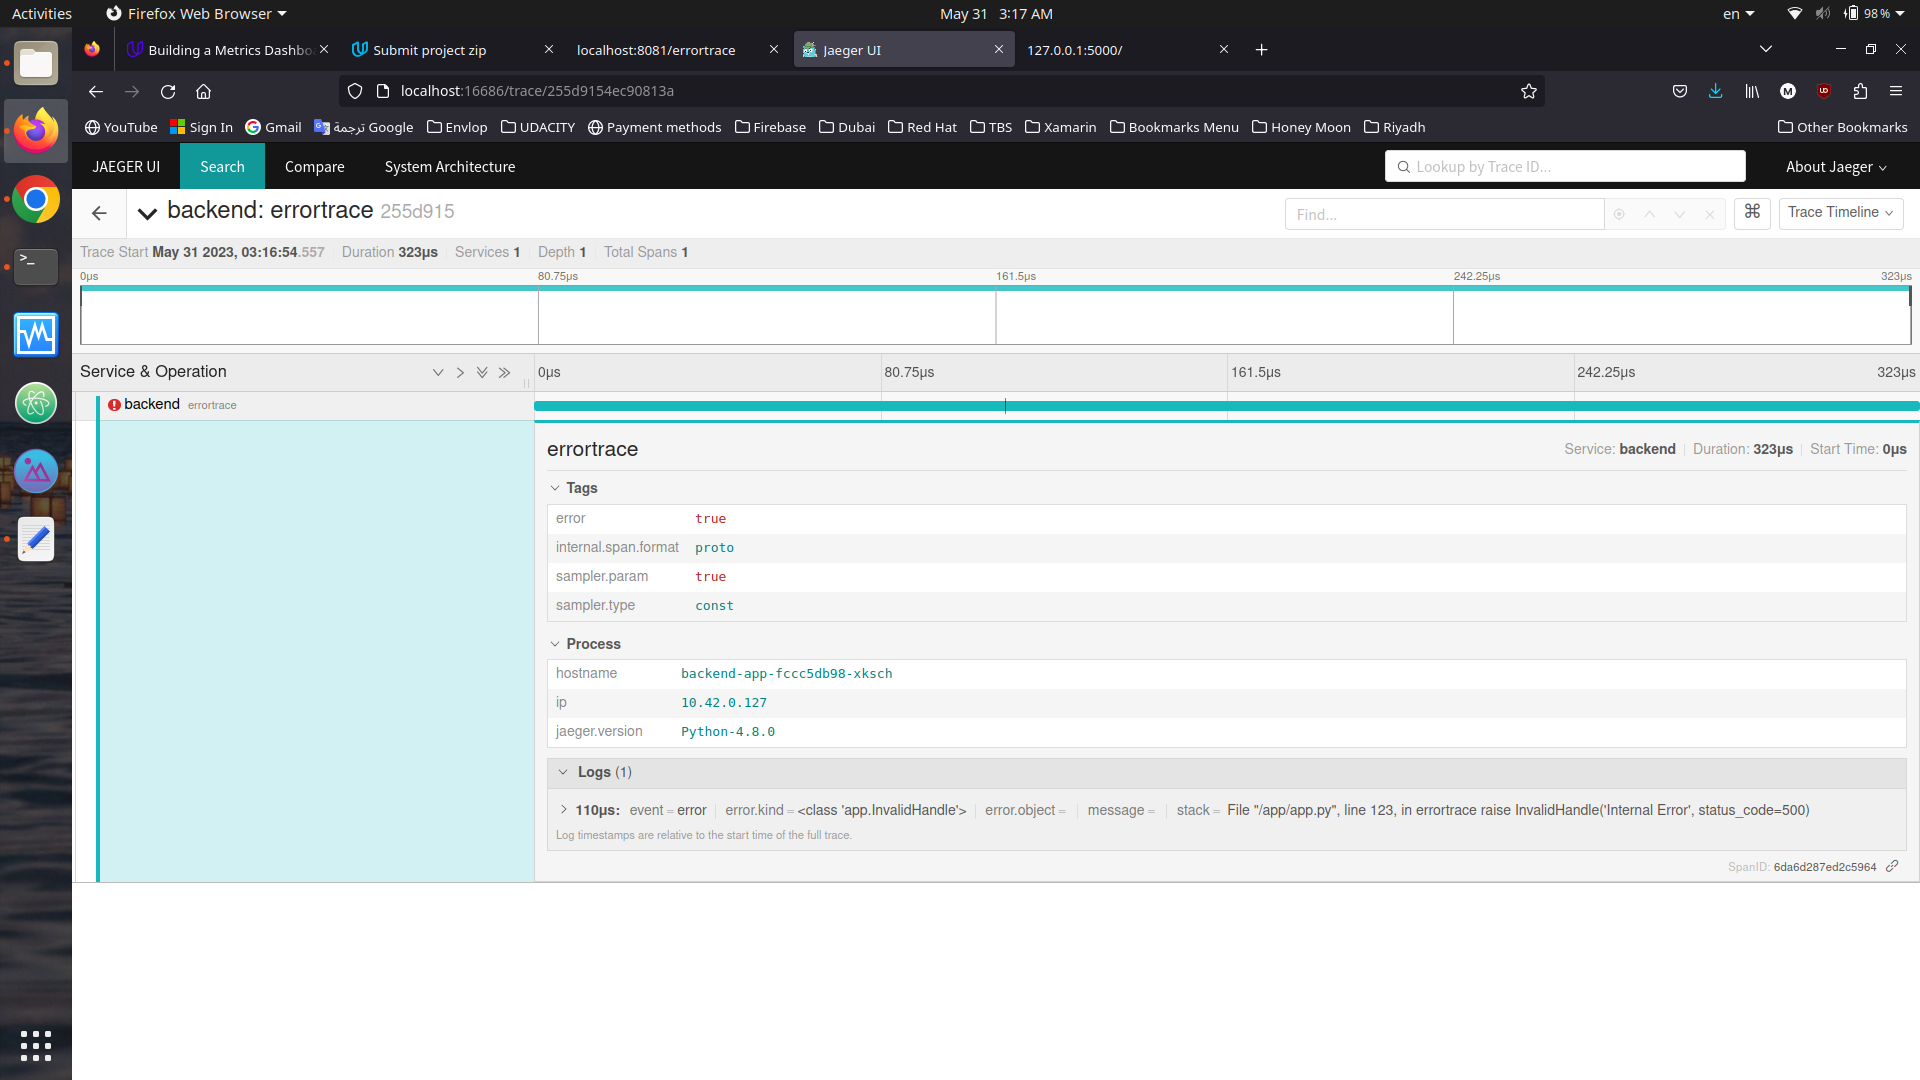 Activities Firefox Web Browser May 31 3:17 AM en 98 %
Building a Metrics Dashbo Submit project zip localhost:8081/errortrace Jaeger UI 127.0.0.1:5000/
localhost:16686/trace/255d9154ec90813a
YouTube Sign In Gmail ترجمة Google Envlop UDACITY Payment methods Firebase Dubai Red Hat TBS Xamarin Bookmarks Menu Honey Moon Riyadh Other Bookmarks
JAEGER UI Search Compare System Architecture Lookup by Trace ID... About Jaeger
backend: errortrace 255d915 Find... ⌘ Trace Timeline
Trace Start May 31 2023, 03:16:54.557 Duration 323μs Services 1 Depth 1 Total Spans 1
0μs 80.75μs 161.5μs 242.25μs 323μs
Service & Operation 0μs 80.75μs 161.5μs 242.25μs 323μs
backend errortrace
errortrace Service: backend Duration: 323μs Start Time: 0μs
Tags
error true
internal.span.format proto
sampler.param true
sampler.type const
Process
hostname backend-app-fccc5db98-xksch
ip 10.42.0.127
jaeger.version Python-4.8.0
Logs (1)
110μs: event = error error.kind = <class 'app.InvalidHandle'> error.object = message = stack = File "/app/app.py", line 123, in errortrace raise InvalidHandle('Internal Error', status_code=500)
Log timestamps are relative to the start time of the full trace.
SpanID: 6da6d287ed2c5964